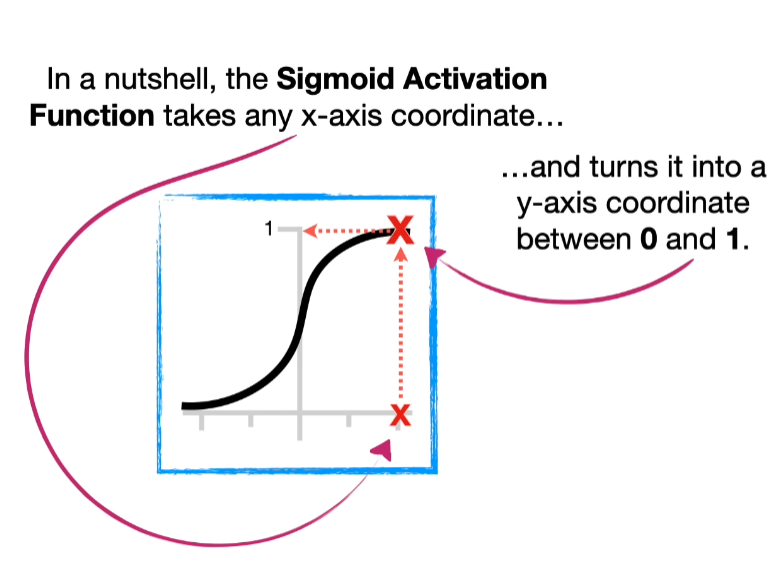 In a nutshell, the Sigmoid Activation
Function takes any x-axis coordinate…
…and turns it into a
y-axis coordinate
between 0 and 1.
1
X
X